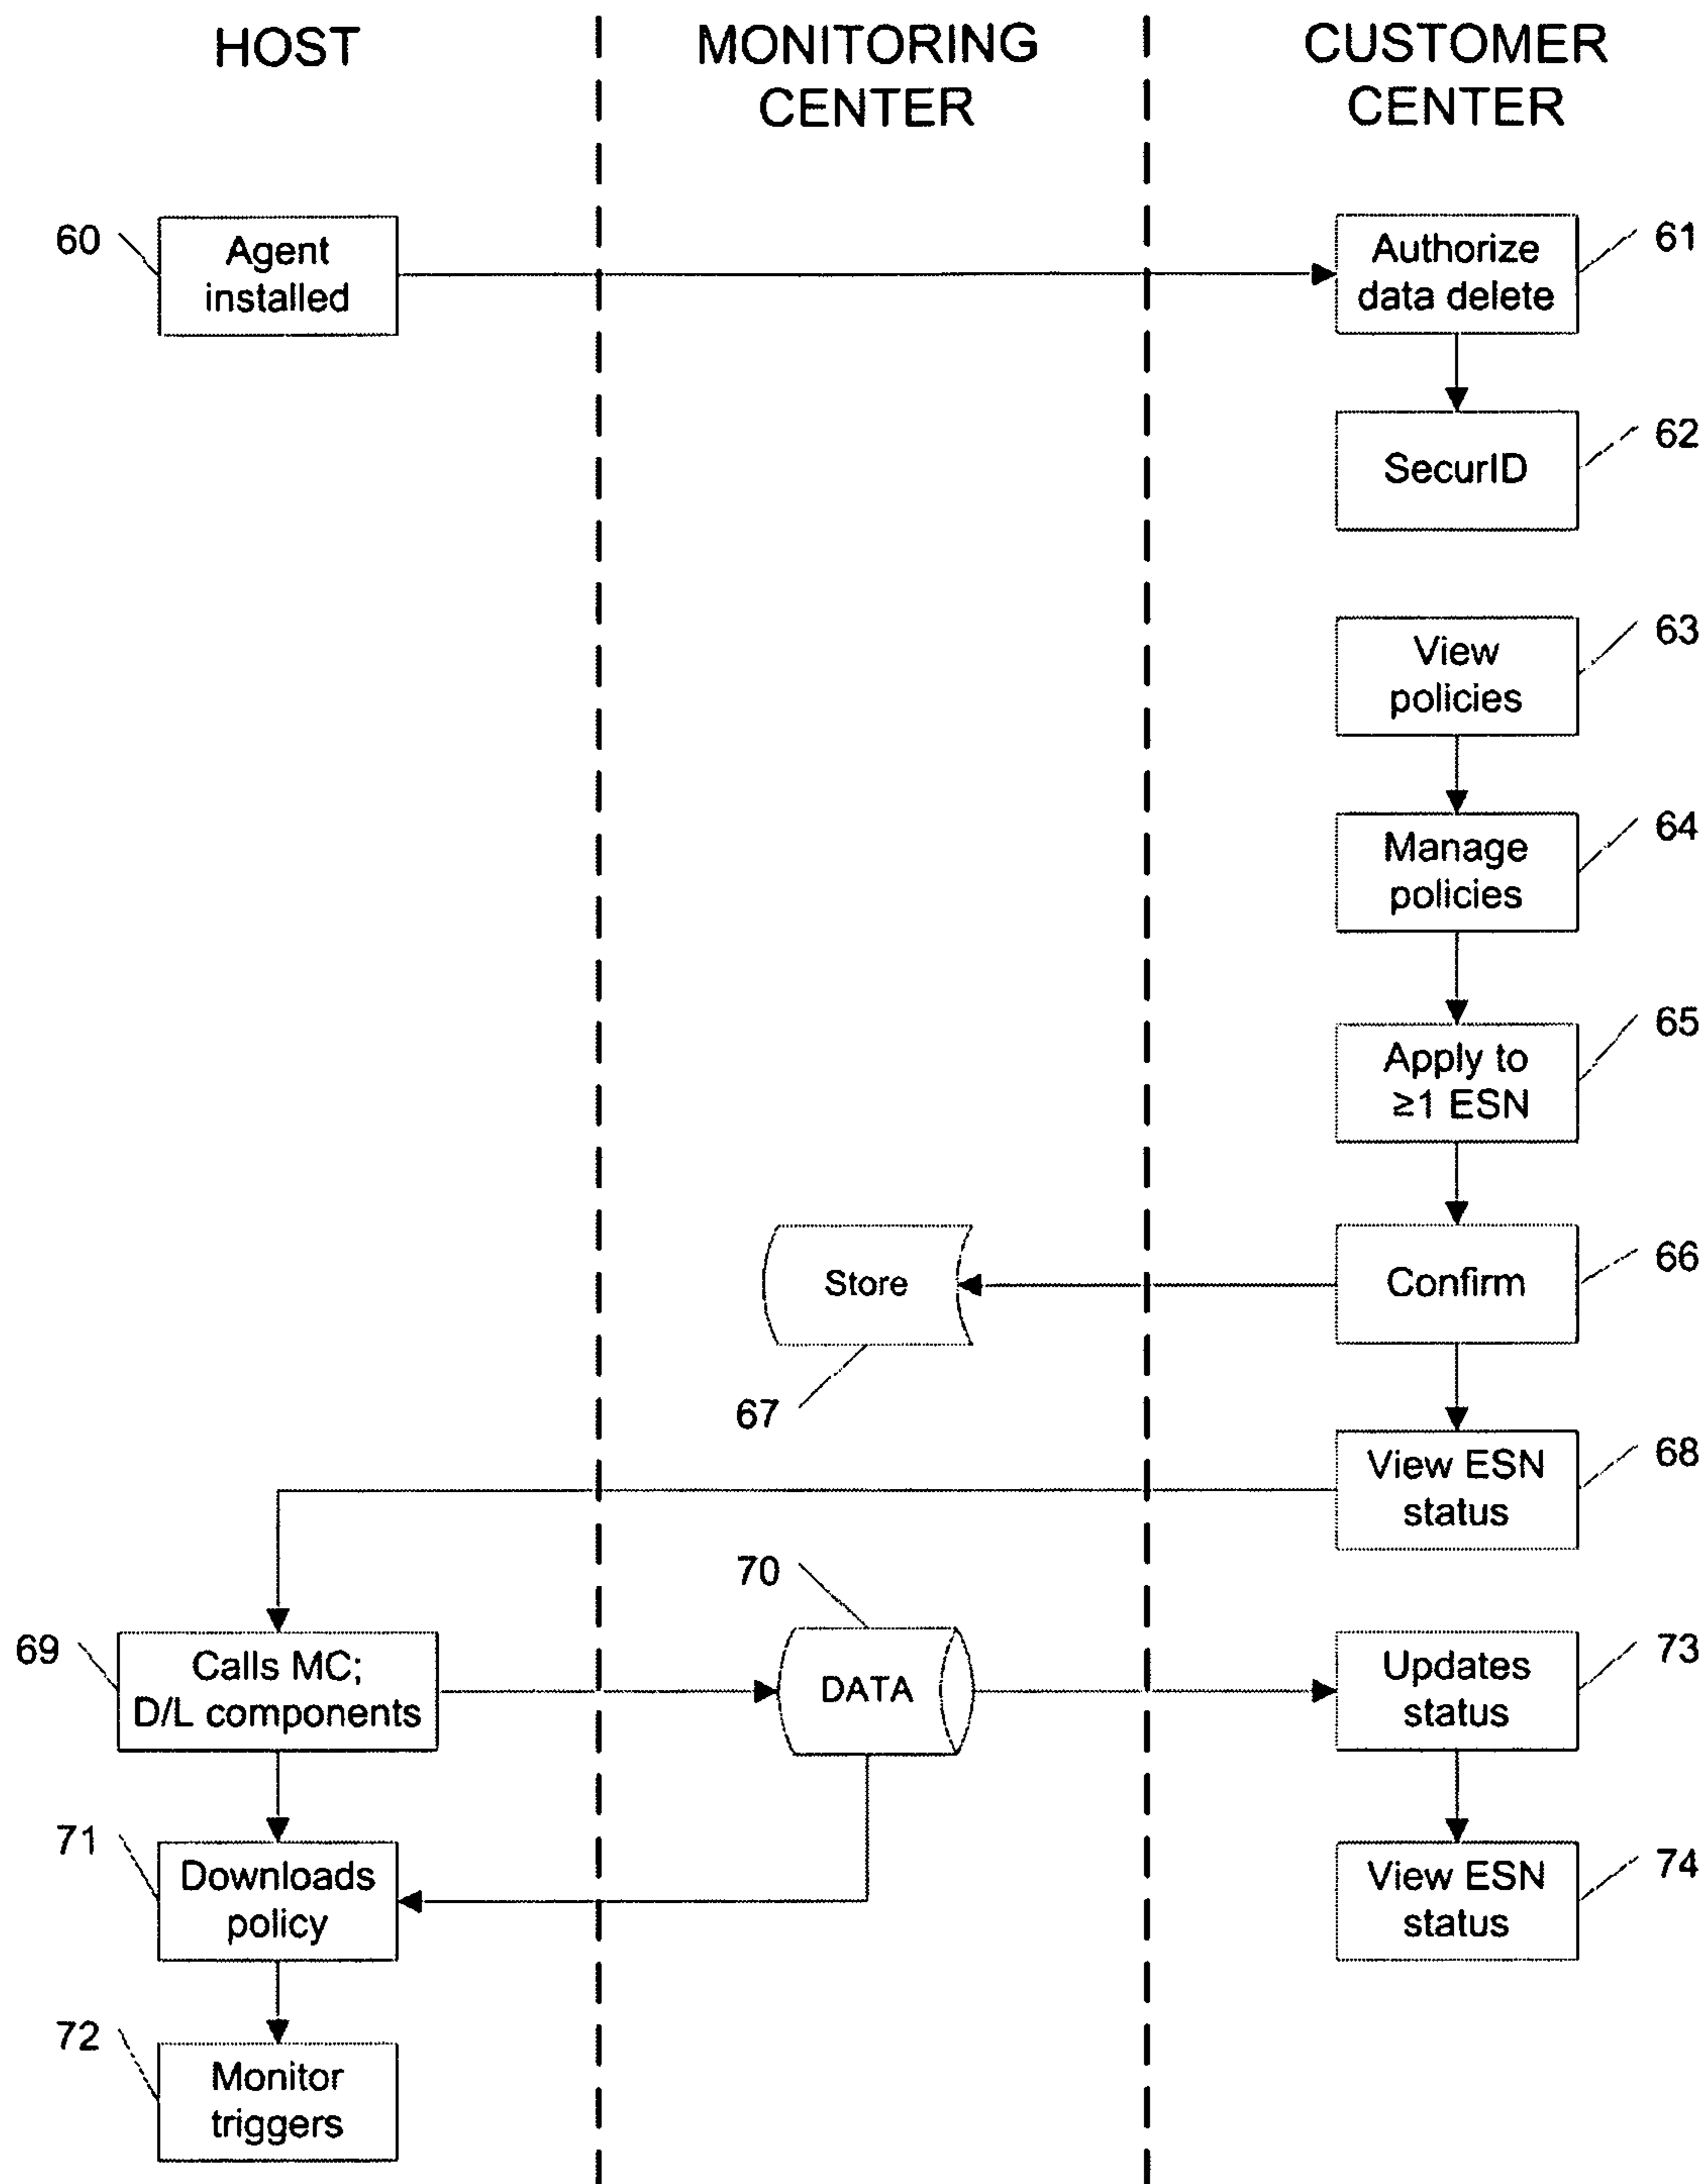 HOST
MONITORING
CENTER
CUSTOMER
CENTER
60
Agent
installed
Authorize
data delete
61
SecurID
62
View
policies
63
Manage
policies
64
Apply to
≥1 ESN
65
Store
67
Confirm
66
View ESN
status
68
69
Calls MC;
D/L components
70
DATA
Updates
status
73
71
Downloads
policy
View ESN
status
74
72
Monitor
triggers